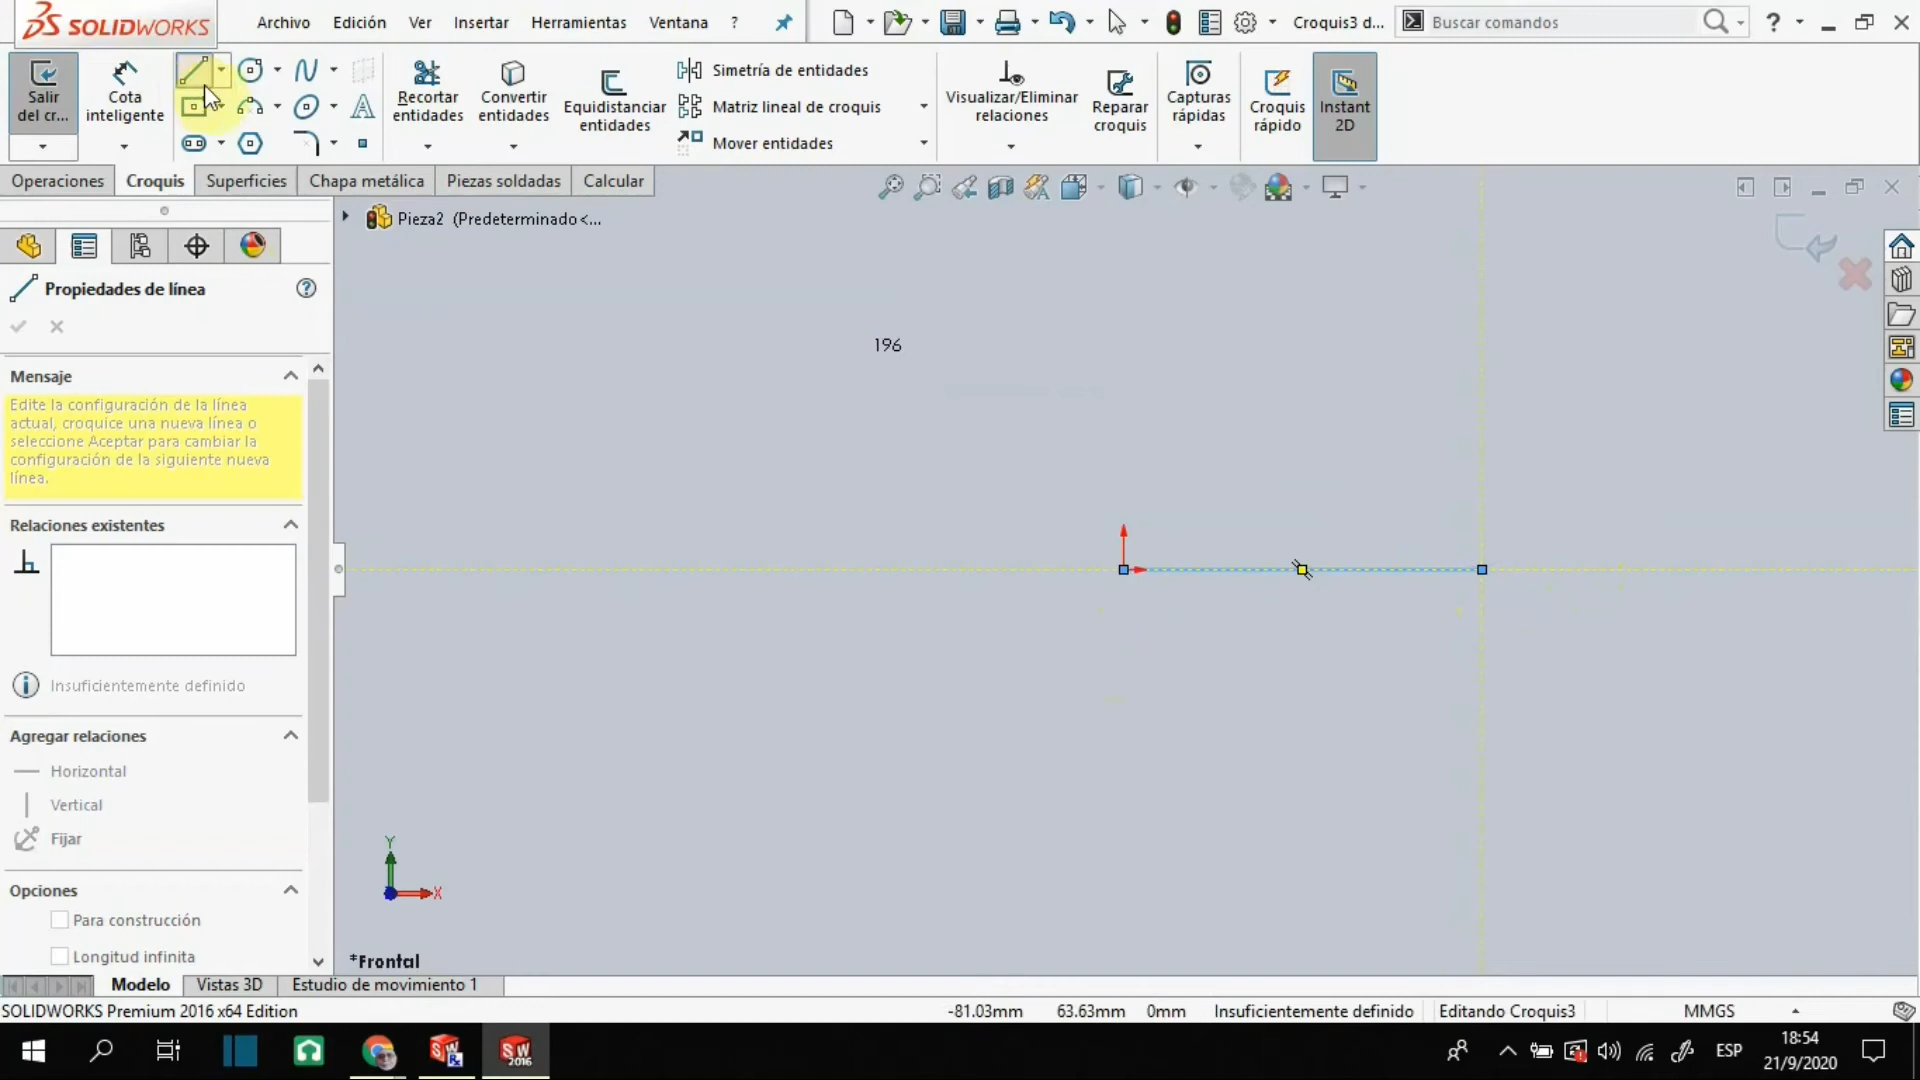 SOLIDWORKS
Archivo Edición Ver Insertar Herramientas Ventana ?
Croquis3 d...
Buscar comandos
?
Salir
del cr...
Cota
inteligente
Recortar
entidades
Convertir
entidades
Equidistanciar
entidades
Simetría de entidades
Matriz lineal de croquis
Mover entidades
Visualizar/Eliminar
relaciones
Reparar
croquis
Capturas
rápidas
Croquis
rápido
Instant
2D
Operaciones Croquis Superficies Chapa metálica Piezas soldadas Calcular
Pieza2 (Predeterminado<...
Propiedades de línea
?
Mensaje
Edite la configuración de la línea
actual, croquice una nueva línea o
seleccione Aceptar para cambiar la
configuración de la siguiente nueva
línea.
Relaciones existentes
Insuficientemente definido
Agregar relaciones
Horizontal
Vertical
Fijar
Opciones
Para construcción
Longitud infinita
196
Y
X
*Frontal
Modelo Vistas 3D Estudio de movimiento 1
SOLIDWORKS Premium 2016 x64 Edition
-81.03mm 63.63mm 0mm Insuficientemente definido Editando Croquis3 MMGS
SW
Rx
SW
2016
ESP
18:54
21/9/2020